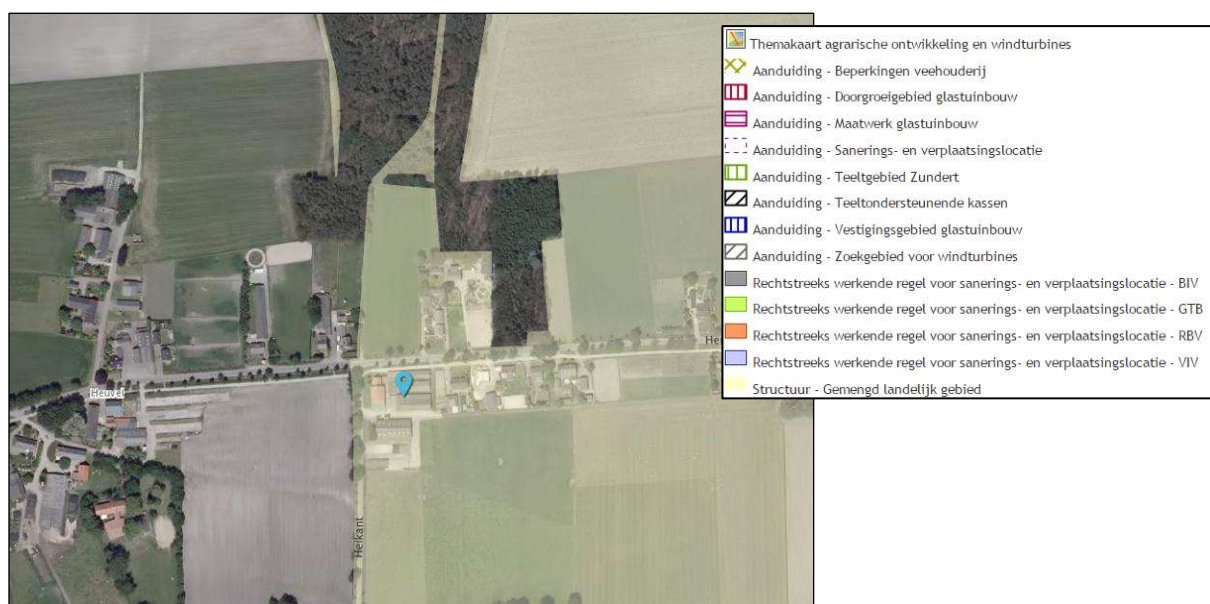 Themakaart agrarische ontwikkeling en windturbines
Aanduiding - Beperkingen veehouderij
Aanduiding - Doorgroeigebied glastuinbouw
Aanduiding - Maatwerk glastuinbouw
Aanduiding - Sanerings- en verplaatsingslocatie
Aanduiding - Teeltgebied Zundert
Aanduiding - Teeltondersteunende kassen
Aanduiding - Vestigingsgebied glastuinbouw
Aanduiding - Zoekgebied voor windturbines
Rechtstreeks werkende regel voor sanerings- en verplaatsingslocatie - BIV
Rechtstreeks werkende regel voor sanerings- en verplaatsingslocatie - GTB
Rechtstreeks werkende regel voor sanerings- en verplaatsingslocatie - RBV
Rechtstreeks werkende regel voor sanerings- en verplaatsingslocatie - VIV
Structuur - Gemengd landelijk gebied
Heuvel
Heikant